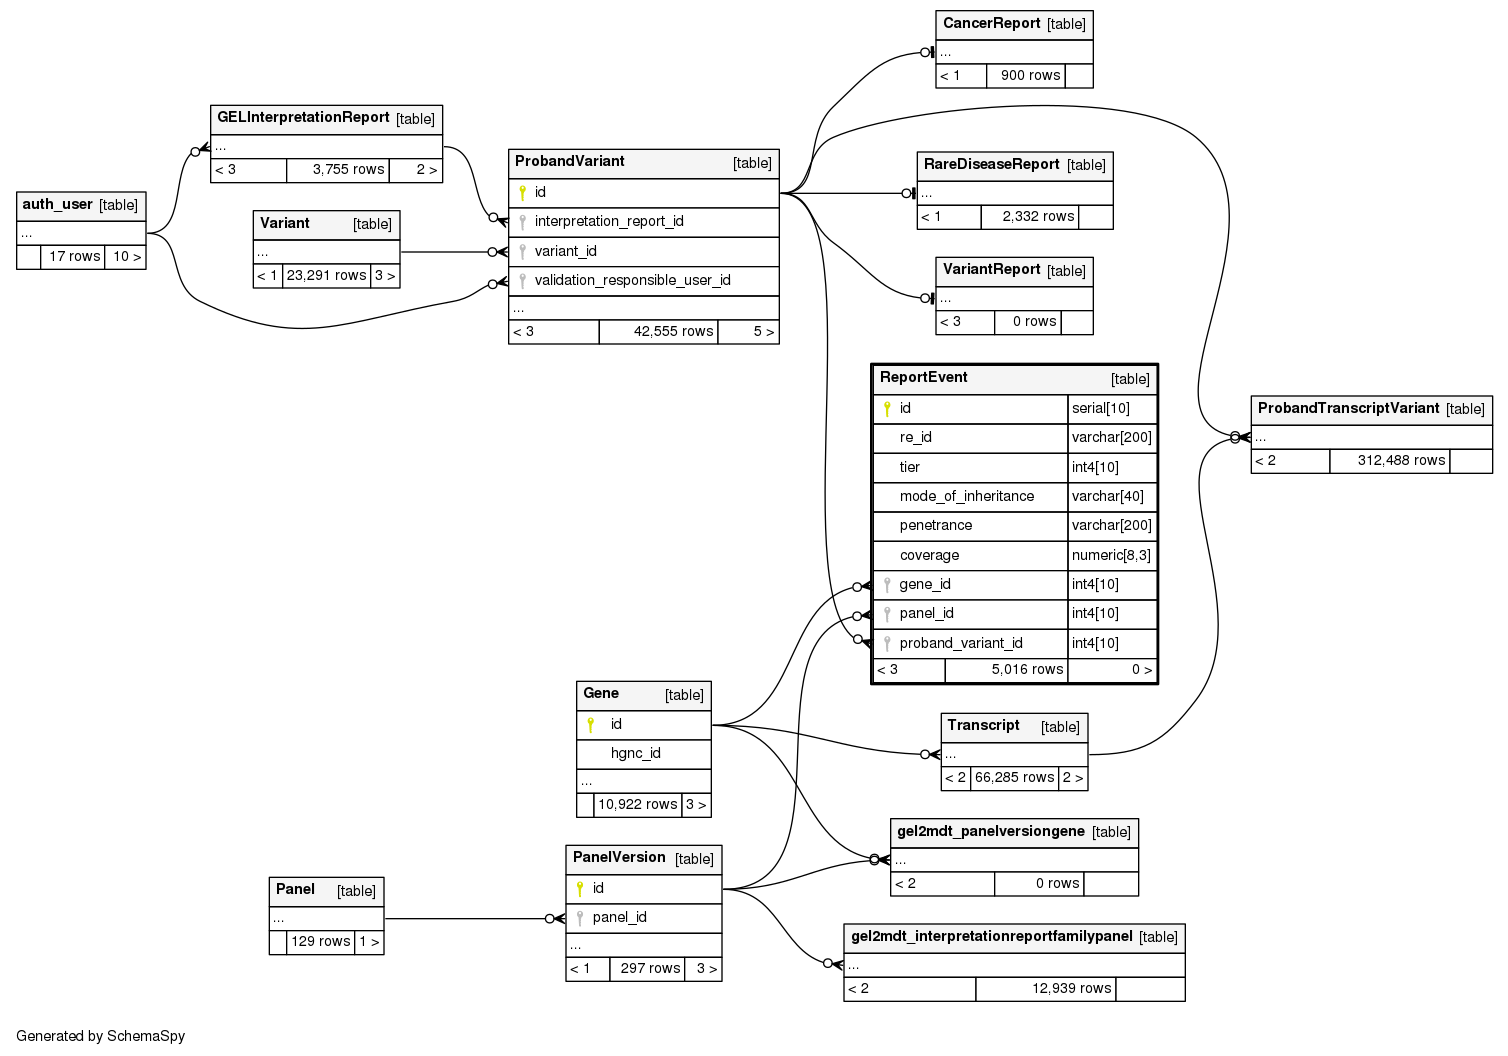 CancerReport [table]
...
< 1 900 rows
GELInterpretationReport [table]
...
< 3 3,755 rows 2 >
ProbandVariant [table]
id
interpretation_report_id
variant_id
validation_responsible_user_id
...
< 3 42,555 rows 5 >
RareDiseaseReport [table]
...
< 1 2,332 rows
auth_user [table]
...
17 rows 10 >
Variant [table]
...
< 1 23,291 rows 3 >
VariantReport [table]
...
< 3 0 rows
ReportEvent [table]
id serial[10]
re_id varchar[200]
tier int4[10]
mode_of_inheritance varchar[40]
penetrance varchar[200]
coverage numeric[8,3]
gene_id int4[10]
panel_id int4[10]
proband_variant_id int4[10]
< 3 5,016 rows 0 >
ProbandTranscriptVariant [table]
...
< 2 312,488 rows
Gene [table]
id
hgnc_id
...
10,922 rows 3 >
Transcript [table]
...
< 2 66,285 rows 2 >
gel2mdt_panelversiongene [table]
...
< 2 0 rows
PanelVersion [table]
id
panel_id
...
< 1 297 rows 3 >
Panel [table]
...
129 rows 1 >
gel2mdt_interpretationreportfamilypanel [table]
...
< 2 12,939 rows
Generated by SchemaSpy